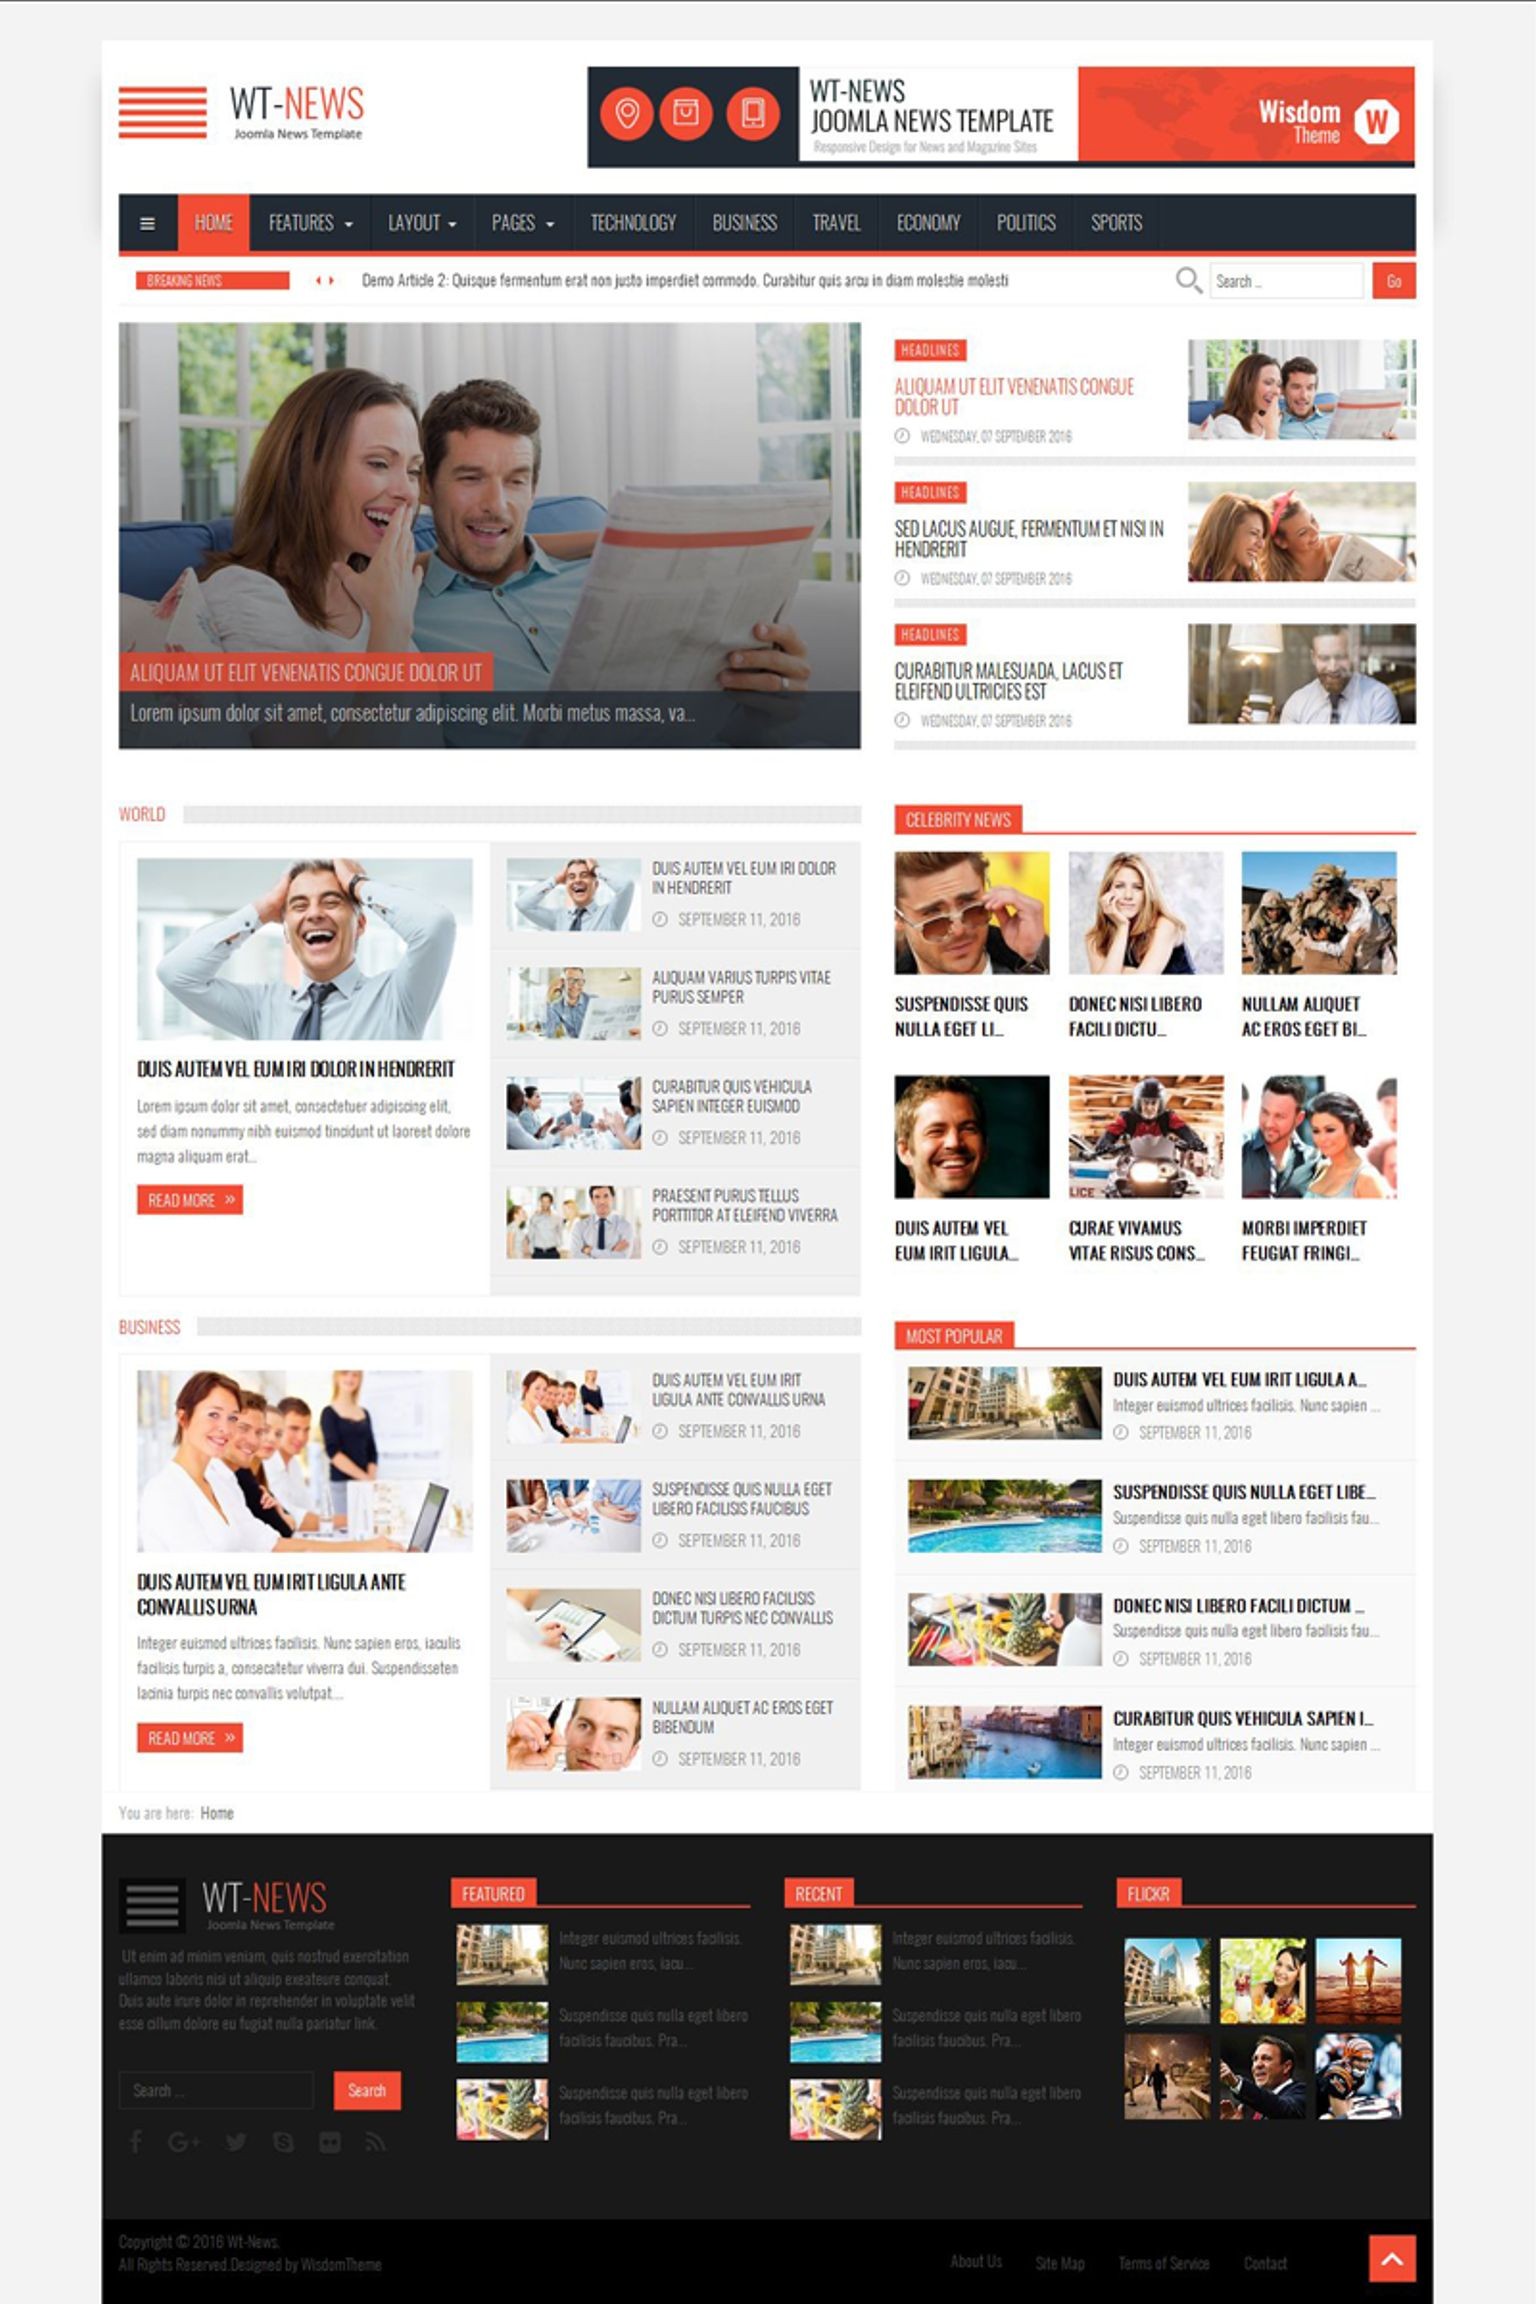 WT-NEWS
Joomla News Template
WT-NEWS
JOOMLA NEWS TEMPLATE
Responsive Design for News and Magazine Sites
Wisdom
Theme
W
HOME FEATURES LAYOUT PAGES TECHNOLOGY BUSINESS TRAVEL ECONOMY POLITICS SPORTS
BREAKING NEWS
Demo Article 2: Quisque fermentum erat non justo imperdiet commodo. Curabitur quis arcu in diam molestie molesti
Search ...
Go
ALIQUAM UT ELIT VENENATIS CONGUE DOLOR UT
Lorem ipsum dolor sit amet, consectetur adipiscing elit. Morbi metus massa, va...
HEADLINES
ALIQUAM UT ELIT VENENATIS CONGUE
DOLOR UT
WEDNESDAY, 07 SEPTEMBER 2016
HEADLINES
SED LACUS AUGUE, FERMENTUM ET NISI IN
HENDRERIT
WEDNESDAY, 07 SEPTEMBER 2016
HEADLINES
CURABITUR MALESUADA, LACUS ET
ELEIFEND ULTRICIES EST
WEDNESDAY, 07 SEPTEMBER 2016
WORLD
DUIS AUTEM VEL EUM IRI DOLOR IN HENDRERIT
Lorem ipsum dolor sit amet, consectetuer adipiscing elit,
sed diam nonummy nibh euismod tincidunt ut laoreet dolore
magna aliquam erat...
READ MORE »
DUIS AUTEM VEL EUM IRI DOLOR
IN HENDRERIT
SEPTEMBER 11, 2016
ALIQUAM VARIUS TURPIS VITAE
PURUS SEMPER
SEPTEMBER 11, 2016
CURABITUR QUIS VEHICULA
SAPIEN INTEGER EUISMOD
SEPTEMBER 11, 2016
PRAESENT PURUS TELLUS
PORTTITOR AT ELEIFEND VIVERRA
SEPTEMBER 11, 2016
CELEBRITY NEWS
SUSPENDISSE QUIS
NULLA EGET LI...
DONEC NISI LIBERO
FACILI DICTU...
NULLAM ALIQUET
AC EROS EGET BI...
LICE
DUIS AUTEM VEL
EUM IRIT LIGULA...
CURAE VIVAMUS
VITAE RISUS CONS...
MORBI IMPERDIET
FEUGIAT FRINGI...
BUSINESS
DUIS AUTEM VEL EUM IRIT LIGULA ANTE
CONVALLIS URNA
Integer euismod ultrices facilisis. Nunc sapien eros, iaculis
facilisis turpis a, consecatetur viverra dui. Suspendisseten
lacinia turpis nec convallis volutpat....
READ MORE »
DUIS AUTEM VEL EUM IRIT
LIGULA ANTE CONVALLIS URNA
SEPTEMBER 11, 2016
SUSPENDISSE QUIS NULLA EGET
LIBERO FACILISIS FAUCIBUS
SEPTEMBER 11, 2016
DONEC NISI LIBERO FACILISIS
DICTUM TURPIS NEC CONVALLIS
SEPTEMBER 11, 2016
NULLAM ALIQUET AC EROS EGET
BIBENDUM
SEPTEMBER 11, 2016
MOST POPULAR
DUIS AUTEM VEL EUM IRIT LIGULA A...
Integer euismod ultrices facilisis. Nunc sapien ...
SEPTEMBER 11, 2016
SUSPENDISSE QUIS NULLA EGET LIBE...
Suspendisse quis nulla eget libero facilisis fau...
SEPTEMBER 11, 2016
DONEC NISI LIBERO FACILI DICTUM ...
Suspendisse quis nulla eget libero facilisis fau...
SEPTEMBER 11, 2016
CURABITUR QUIS VEHICULA SAPIEN I...
Integer euismod ultrices facilisis. Nunc sapien ...
SEPTEMBER 11, 2016
You are here: Home
WT-NEWS
Joomla News Template
Ut enim ad minim veniam, quis nostrud exercitation
ullamco laboris nisi ut aliquip exeateure conquat.
Duis aute irure dolor in reprehender in voluptate velit
esse cillum dolore eu fugiat nulla pariatur link.
Search ...
Search
FEATURED
Integer euismod ultrices facilisis.
Nunc sapien eros, iacu...
Suspendisse quis nulla eget libero
facilisis faucibus. Pra...
Suspendisse quis nulla eget libero
facilisis faucibus. Pra...
RECENT
Integer euismod ultrices facilisis.
Nunc sapien eros, iacu...
Suspendisse quis nulla eget libero
facilisis faucibus. Pra...
Suspendisse quis nulla eget libero
facilisis faucibus. Pra...
FLICKR
Copyright © 2016 Wt-News.
All Rights Reserved.Designed by WisdomTheme
About Us Site Map Terms of Service Contact